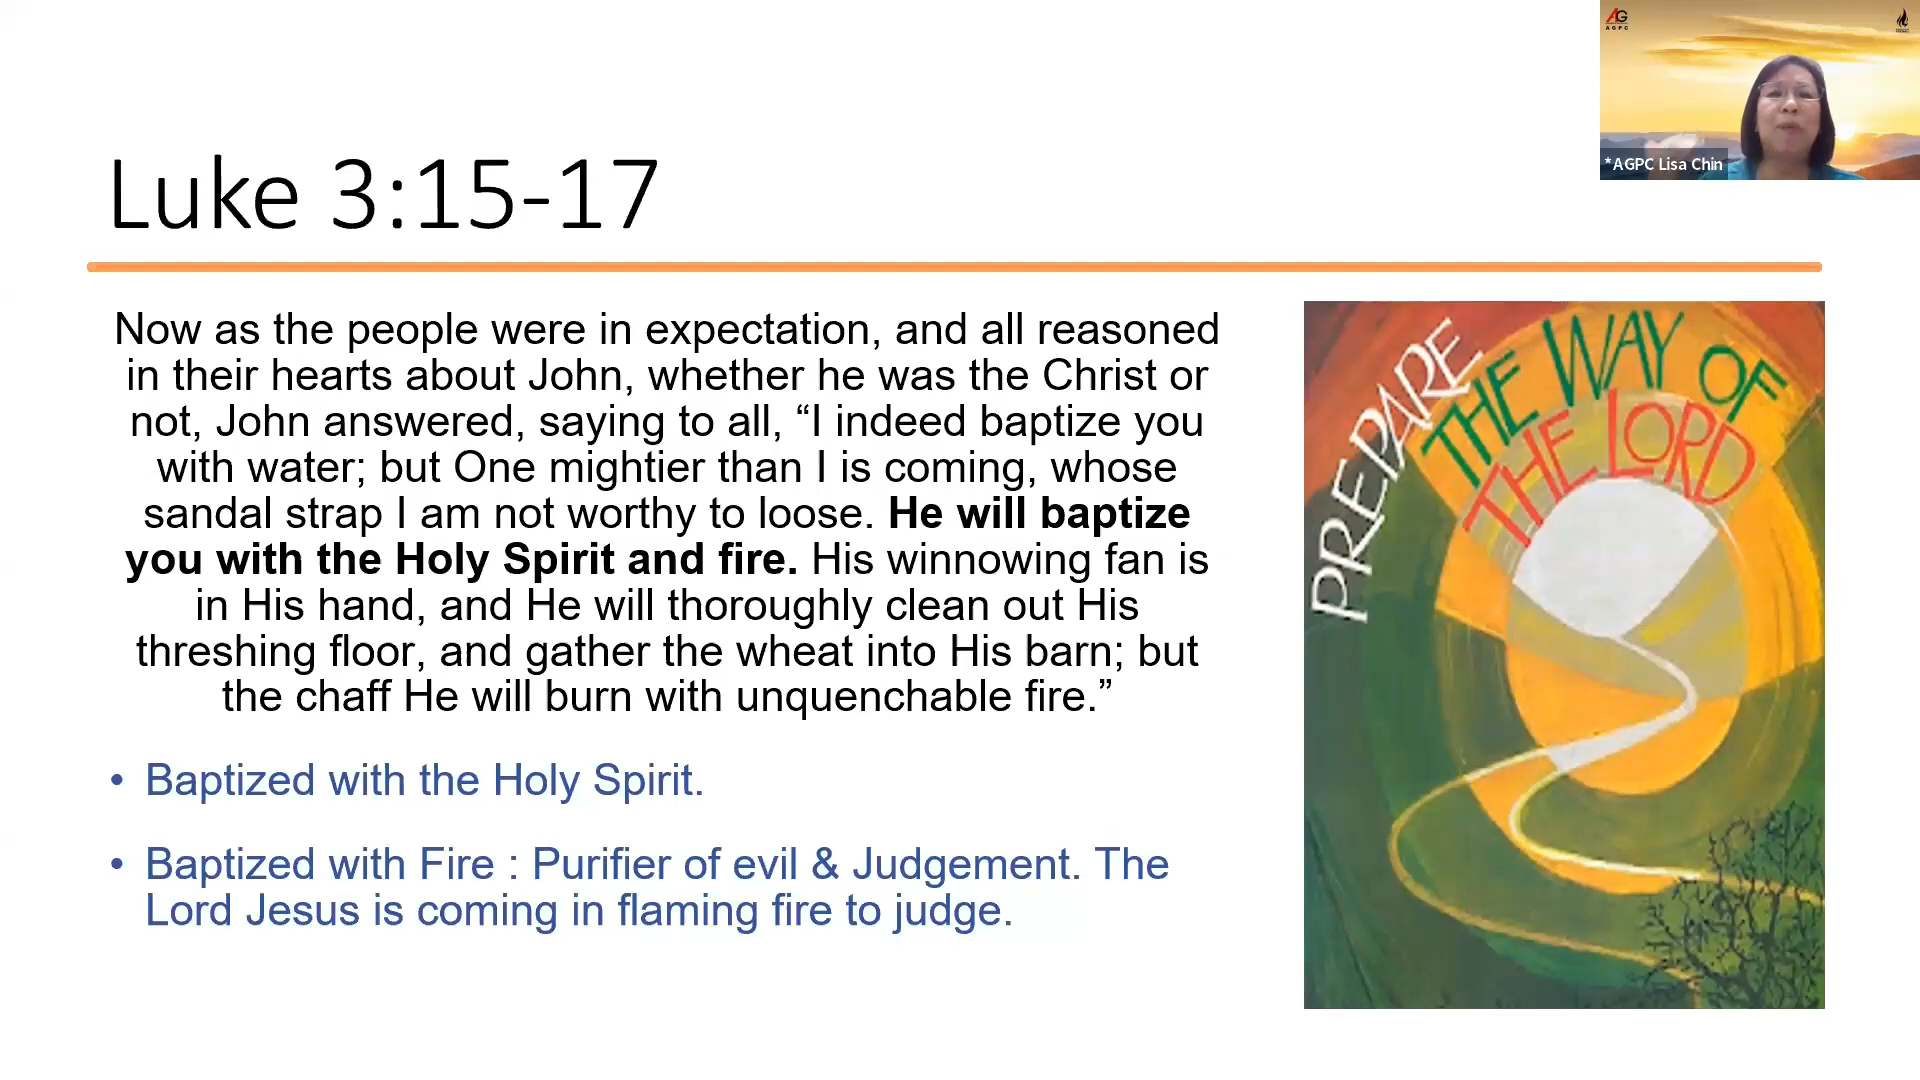 AG
AGPC
*AGPC Lisa Chin
Luke 3:15-17
Now as the people were in expectation, and all reasoned
in their hearts about John, whether he was the Christ or
not, John answered, saying to all, “I indeed baptize you
with water; but One mightier than I is coming, whose
sandal strap I am not worthy to loose. He will baptize
you with the Holy Spirit and fire. His winnowing fan is
in His hand, and He will thoroughly clean out His
threshing floor, and gather the wheat into His barn; but
the chaff He will burn with unquenchable fire.”
• Baptized with the Holy Spirit.
• Baptized with Fire : Purifier of evil & Judgement. The
Lord Jesus is coming in flaming fire to judge.
PREPARE
THE WAY OF
THE LORD